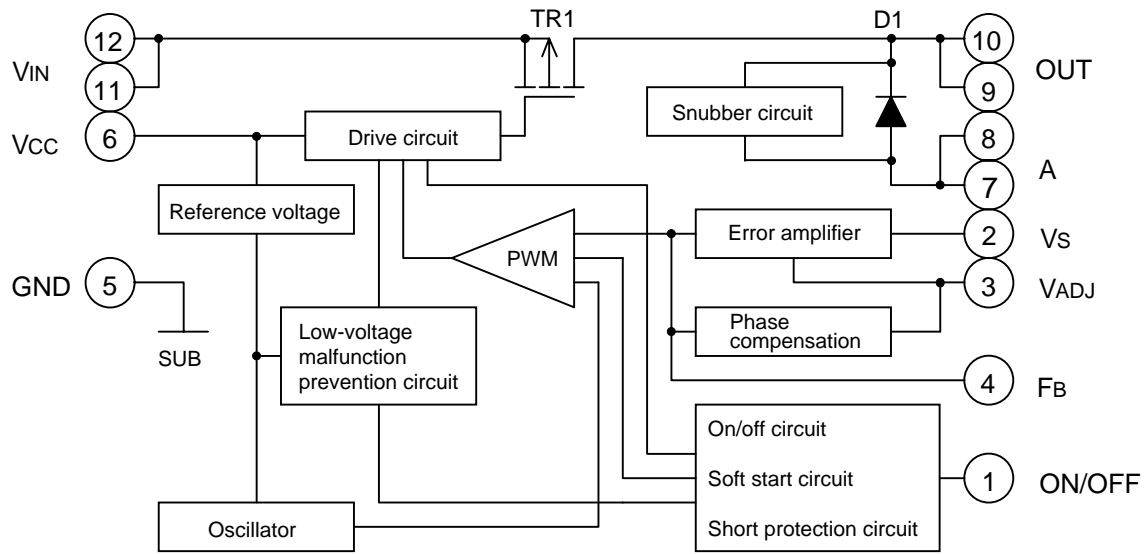 TR1
D1
12
VIN
11
10
OUT
9
VCC
6
Drive circuit
Snubber circuit
8
A
7
Reference voltage
PWM
Error amplifier
2
VS
GND
5
3
VADJ
SUB
Low-voltage
malfunction
prevention circuit
Phase
compensation
4
FB
On/off circuit
Soft start circuit
Short protection circuit
1
ON/OFF
Oscillator